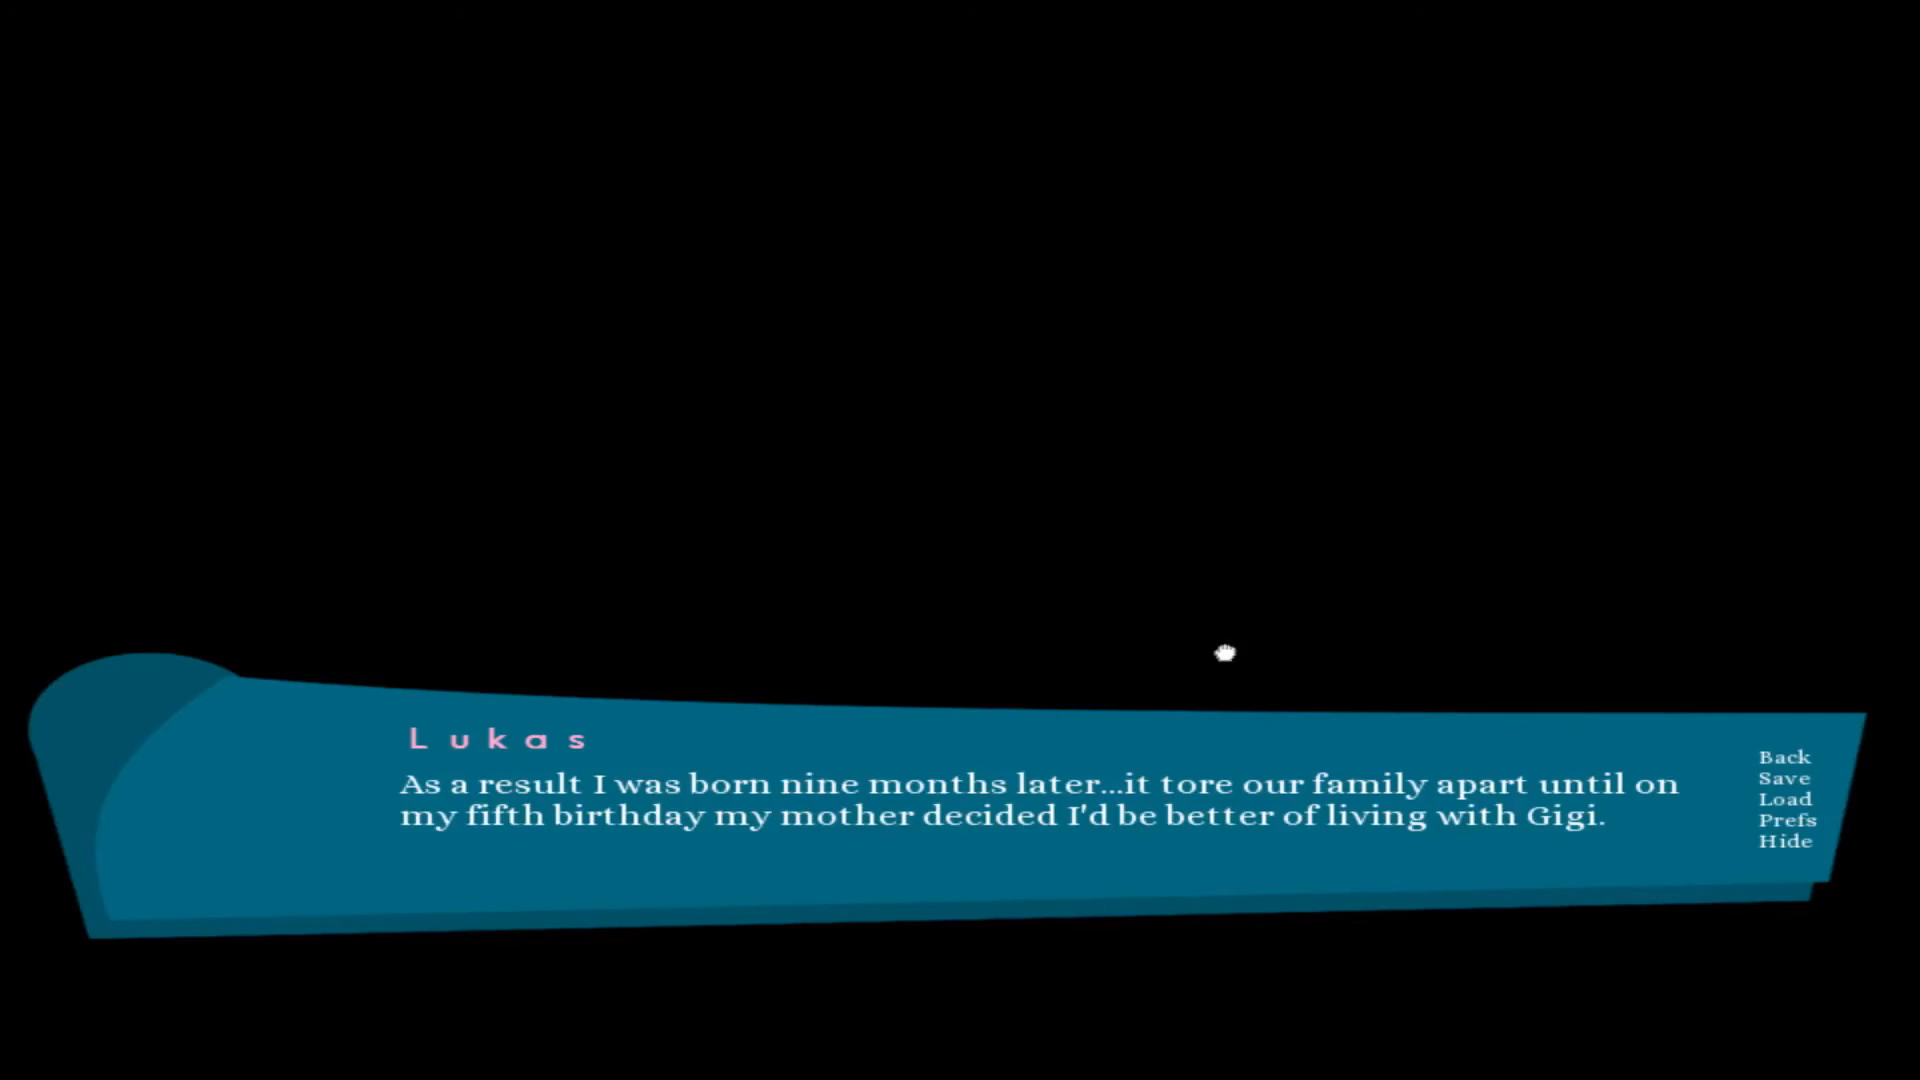 Lukas
As a result I was born nine months later...it tore our family apart until on
my fifth birthday my mother decided I'd be better of living with Gigi.
Back
Save
Load
Prefs
Hide